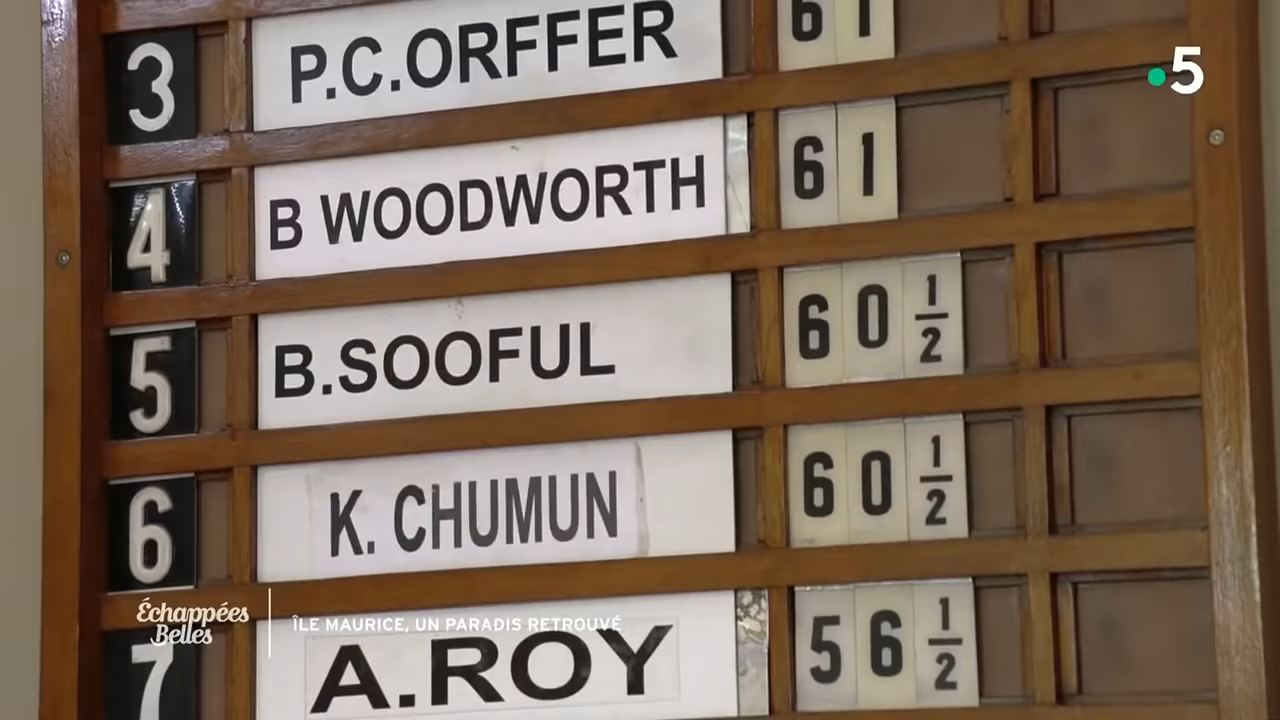 3 P.C.ORFFER 61
4 B WOODWORTH 61
5 B.SOOFUL 60 1/2
6 K. CHUMUN 60 1/2
7 A.ROY 56 1/2
•5
Échappées
Belles
ÎLE MAURICE, UN PARADIS RETROUVÉ